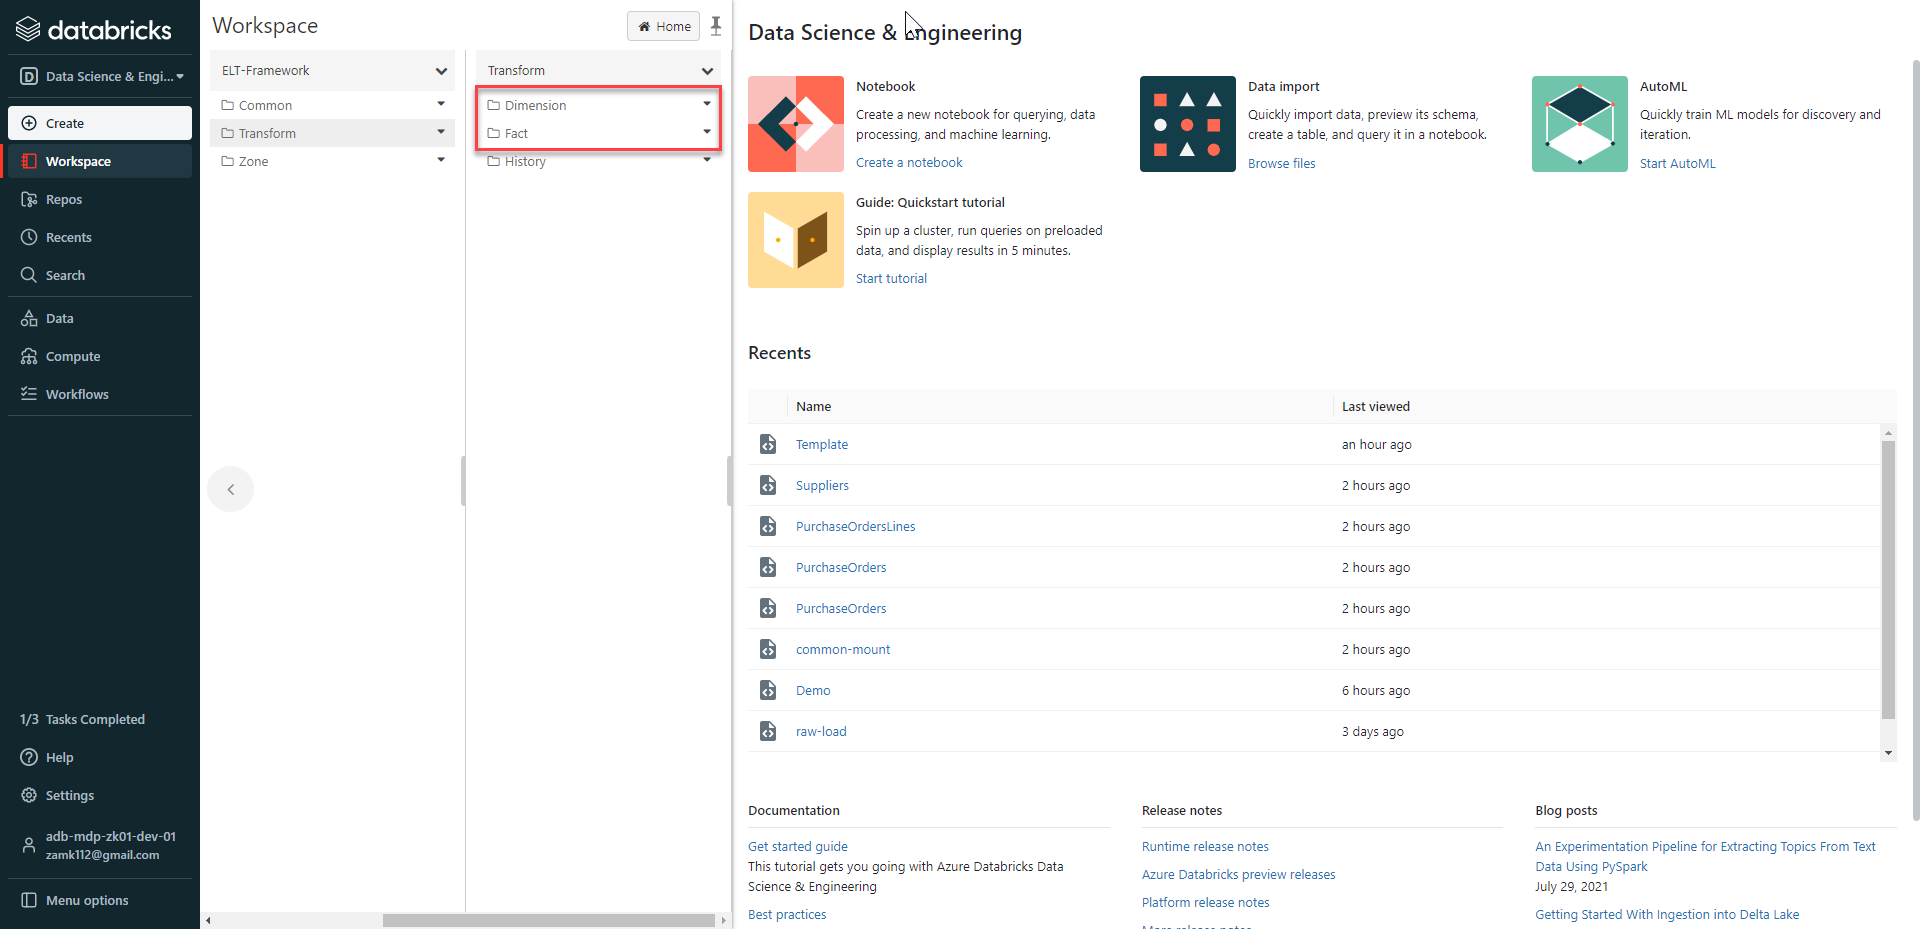 databricks
Data Science & Engi...
Create
Workspace
Repos
Recents
Search
Data
Compute
Workflows
1/3 Tasks Completed
Help
Settings
adb-mdp-zk01-dev-01
zamk112@gmail.com
Menu options
Workspace
Home
ELT-Framework
Common
Transform
Zone
Transform
Dimension
Fact
History
Data Science & Engineering
Notebook
Create a new notebook for querying, data
processing, and machine learning.
Create a notebook
Data import
Quickly import data, preview its schema,
create a table, and query it in a notebook.
Browse files
AutoML
Quickly train ML models for discovery and
iteration.
Start AutoML
Guide: Quickstart tutorial
Spin up a cluster, run queries on preloaded
data, and display results in 5 minutes.
Start tutorial
Recents
Name Last viewed
Template an hour ago
Suppliers 2 hours ago
PurchaseOrdersLines 2 hours ago
PurchaseOrders 2 hours ago
PurchaseOrders 2 hours ago
common-mount 2 hours ago
Demo 6 hours ago
raw-load 3 days ago
Documentation
Get started guide
This tutorial gets you going with Azure Databricks Data
Science & Engineering
Best practices
Release notes
Runtime release notes
Azure Databricks preview releases
Platform release notes
More release notes
Blog posts
An Experimentation Pipeline for Extracting Topics From Text
Data Using PySpark
July 29, 2021
Getting Started With Ingestion into Delta Lake